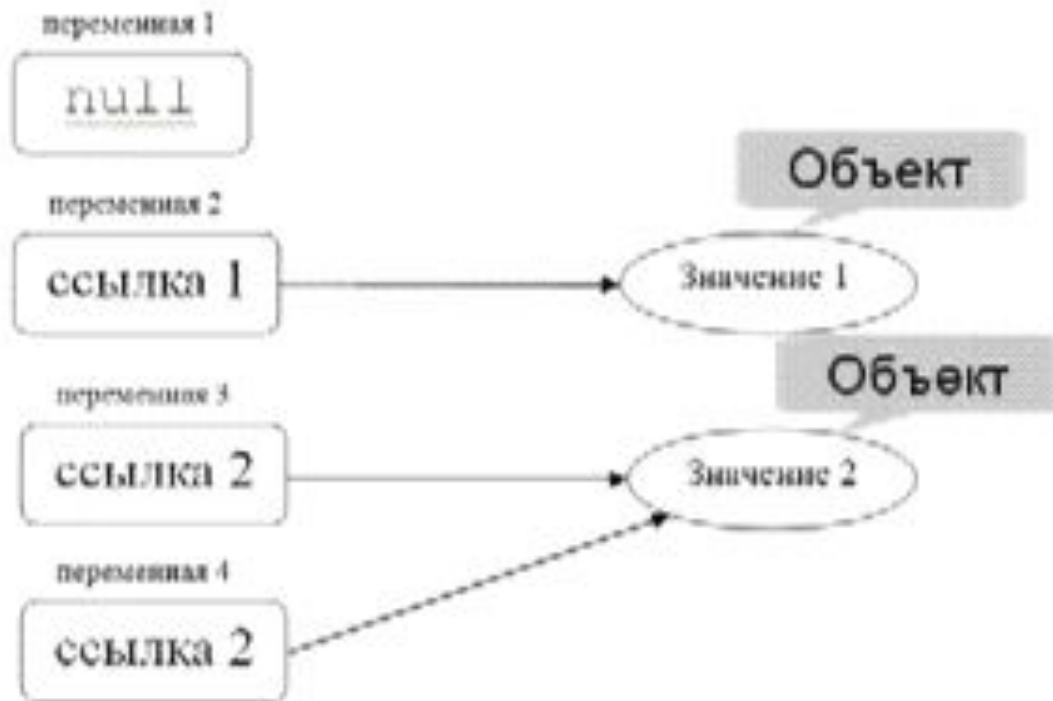 переменная 1
null
Объект
переменная 2
ссылка 1
Значение 1
Объект
переменная 3
ссылка 2
Значение 2
переменная 4
ссылка 2